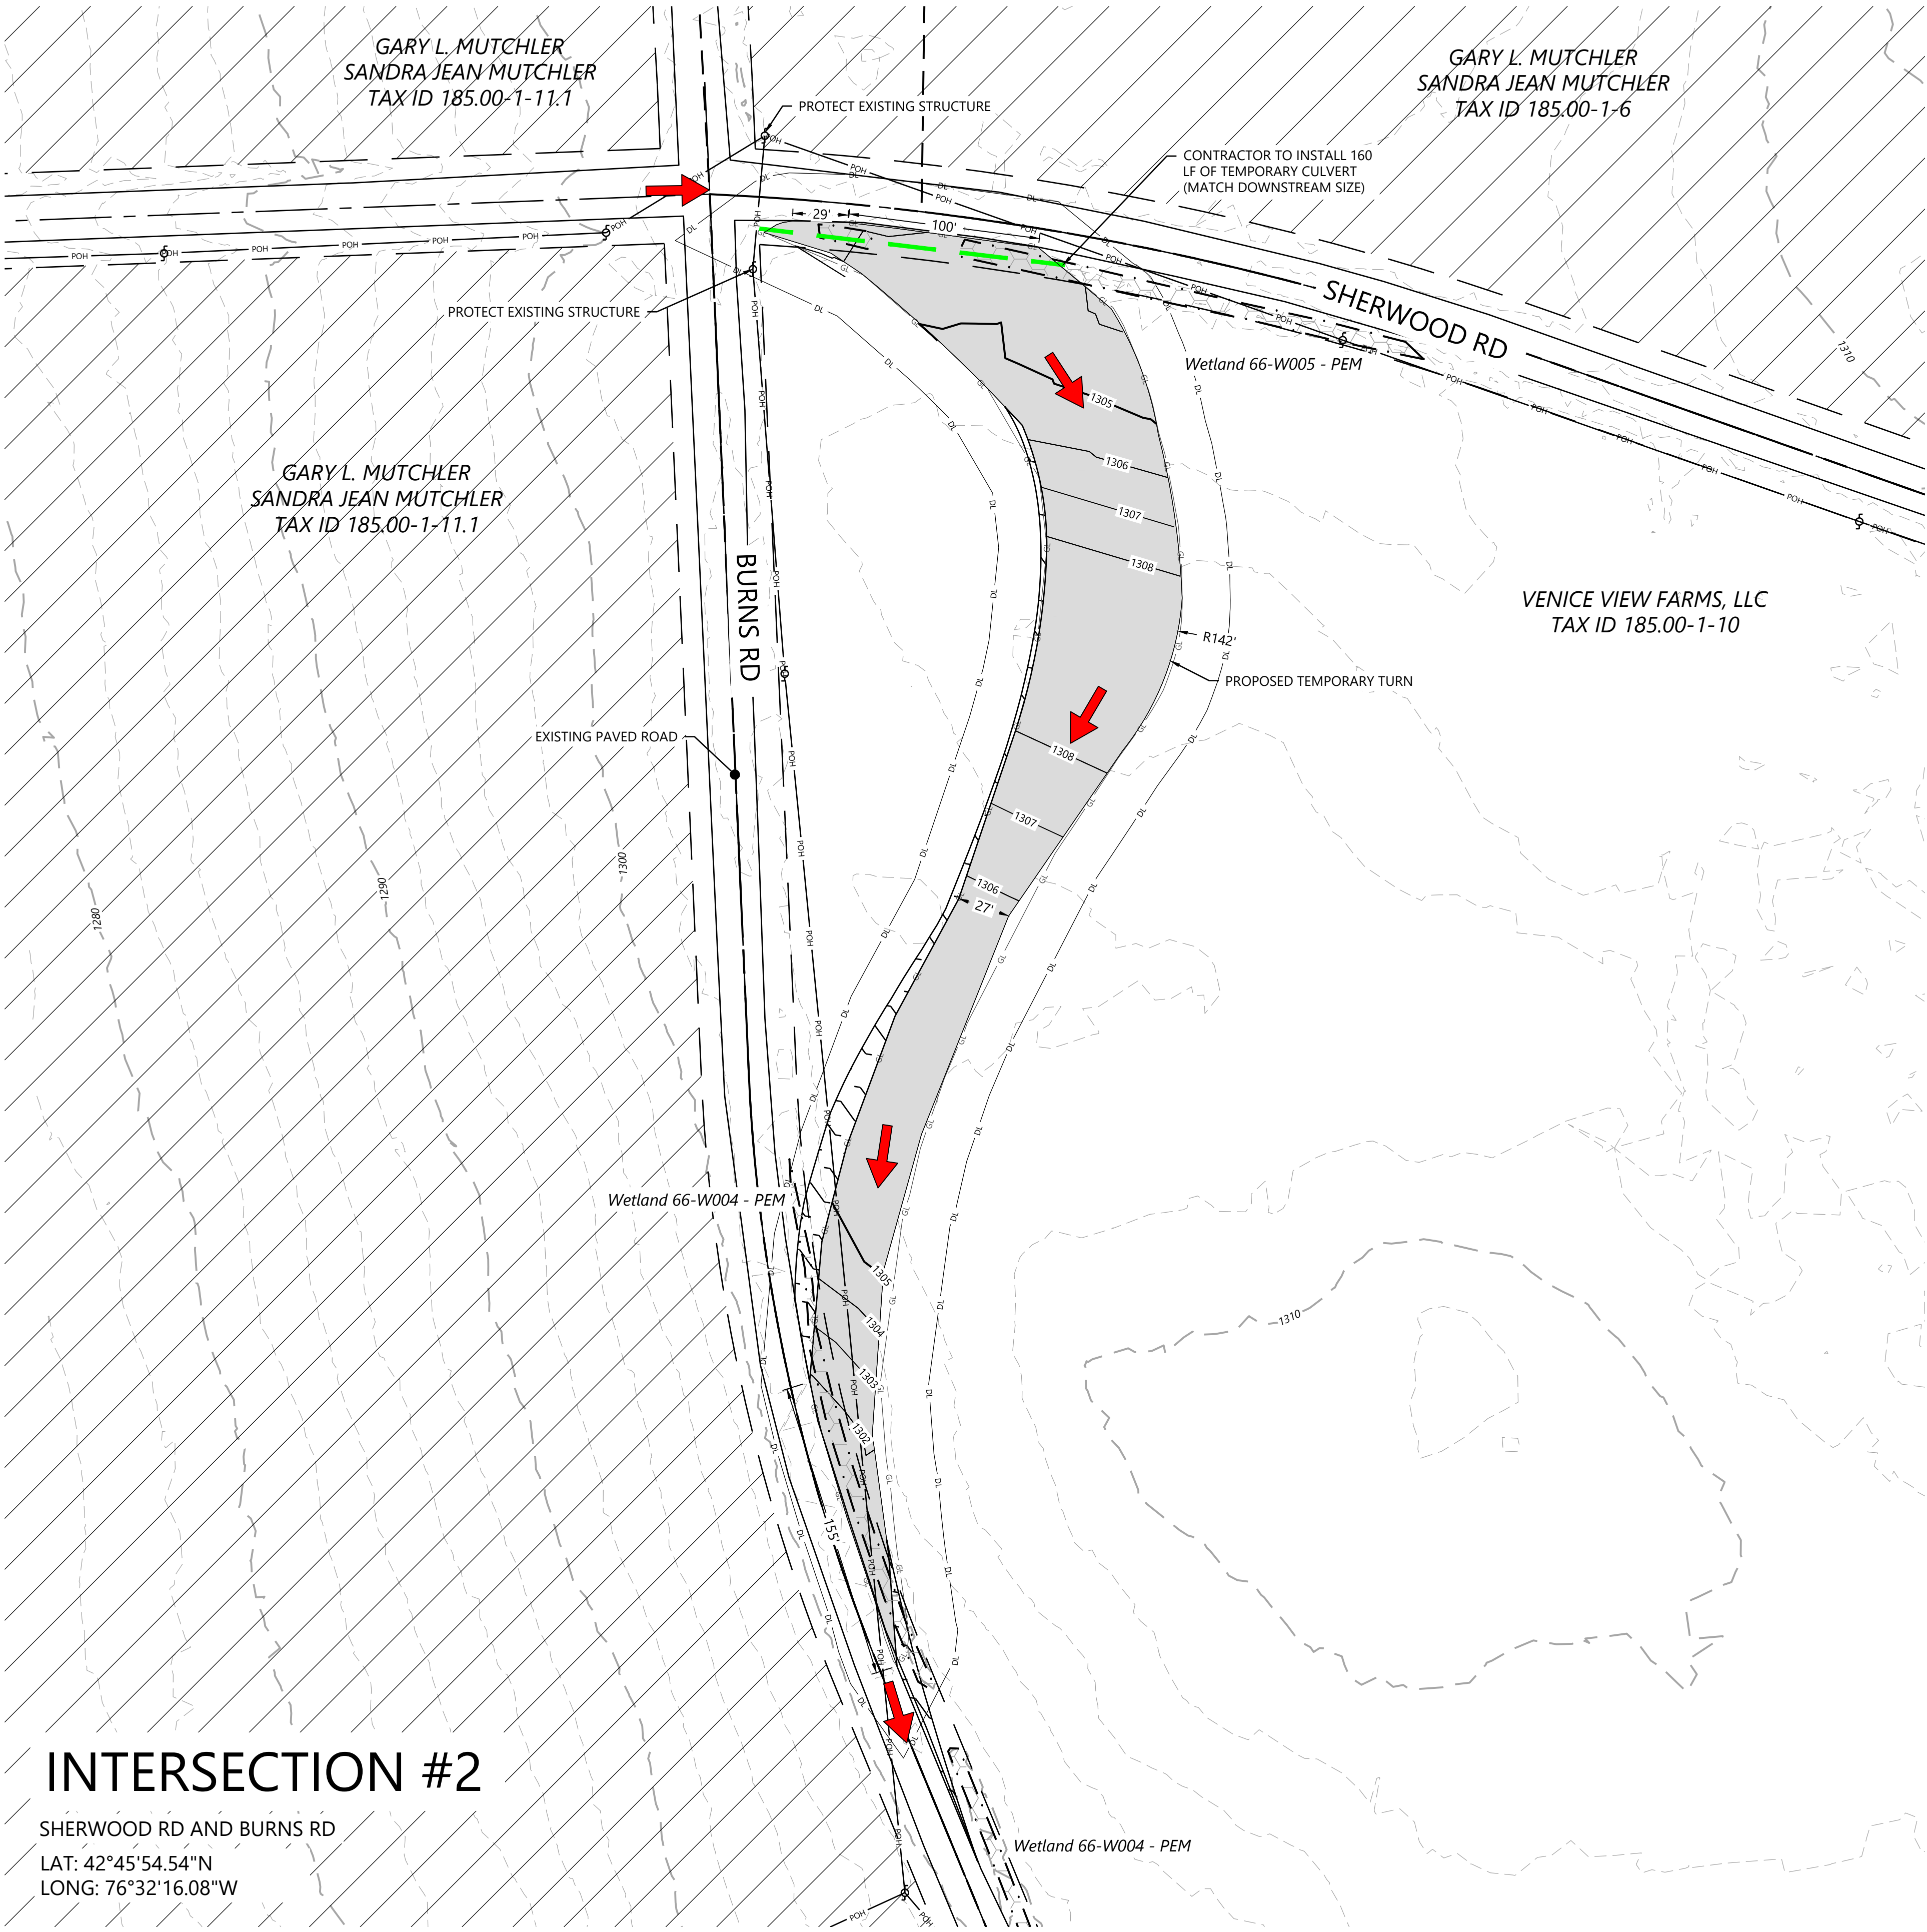 GARY L. MUTCHLER
SANDRA JEAN MUTCHLER
TAX ID 185.00-1-11.1
GARY L. MUTCHLER
SANDRA JEAN MUTCHLER
TAX ID 185.00-1-6
PROTECT EXISTING STRUCTURE
CONTRACTOR TO INSTALL 160
LF OF TEMPORARY CULVERT
(MATCH DOWNSTREAM SIZE)
29'
100'
PROTECT EXISTING STRUCTURE
SHERWOOD RD
1310
Wetland 66-W005 - PEM
1305
1306
1307
1308
GARY L. MUTCHLER
SANDRA JEAN MUTCHLER
TAX ID 185.00-1-11.1
BURNS RD
VENICE VIEW FARMS, LLC
TAX ID 185.00-1-10
R142'
PROPOSED TEMPORARY TURN
EXISTING PAVED ROAD
1308
1307
1306
27'
1280
1290
1300
Wetland 66-W004 - PEM
1305
1304
1303
1302
1310
155'
POH
DL
GL
INTERSECTION #2
SHERWOOD RD AND BURNS RD
LAT: 42°45'54.54"N
LONG: 76°32'16.08"W
Wetland 66-W004 - PEM